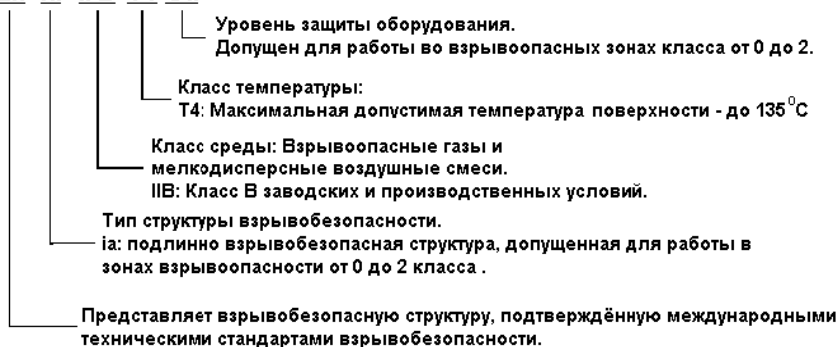 Уровень защиты оборудования.
Допущен для работы во взрывоопасных зонах класса от 0 до 2.
Класс температуры:
Т4: Максимальная допустимая температура поверхности - до 135°С
Класс среды: Взрывоопасные газы и
мелкодисперсные воздушные смеси.
IIВ: Класс В заводских и производственных условий.
Тип структуры взрывобезопасности.
ia: подлинно взрывобезопасная структура, допущенная для работы в
зонах взрывоопасности от 0 до 2 класса .
Представляет взрывобезопасную структуру, подтверждённую международными
техническими стандартами взрывобезопасности.